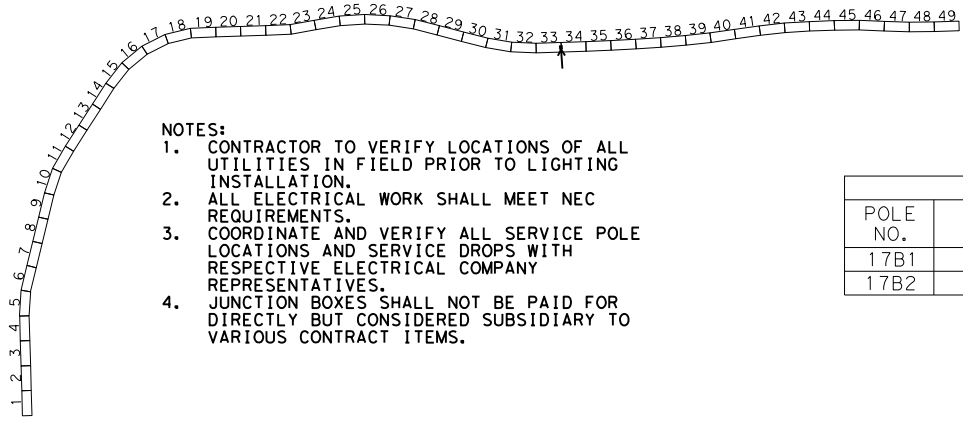 1 2 3 4 5 6 7 8 9 10 11 12 13 14 15 16 17 18 19 20 21 22 23 24 25 26 27 28 29 30 31 32 33 34 35 36 37 38 39 40 41 42 43 44 45 46 47 48 49
NOTES:
1. CONTRACTOR TO VERIFY LOCATIONS OF ALL
UTILITIES IN FIELD PRIOR TO LIGHTING
INSTALLATION.
2. ALL ELECTRICAL WORK SHALL MEET NEC
REQUIREMENTS.
3. COORDINATE AND VERIFY ALL SERVICE POLE
LOCATIONS AND SERVICE DROPS WITH
RESPECTIVE ELECTRICAL COMPANY
REPRESENTATIVES.
4. JUNCTION BOXES SHALL NOT BE PAID FOR
DIRECTLY BUT CONSIDERED SUBSIDIARY TO
VARIOUS CONTRACT ITEMS.
POLE
NO.
17B1
17B2